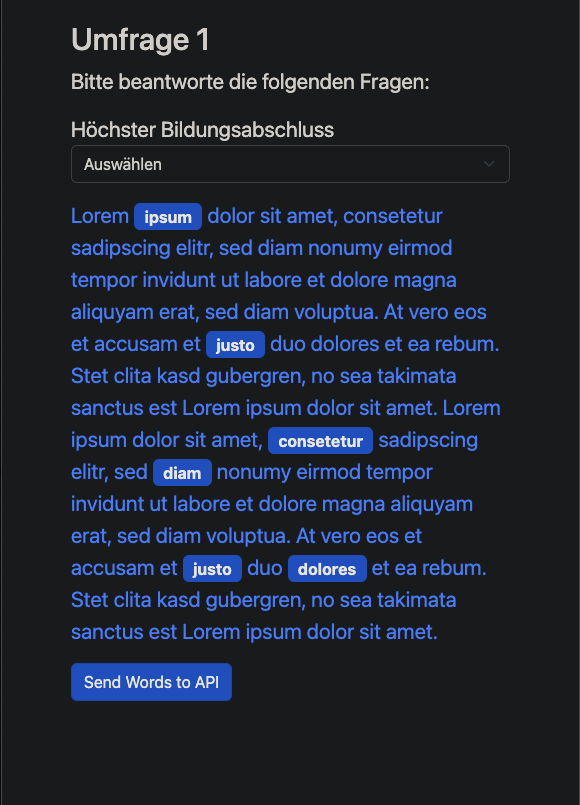 Umfrage 1
Bitte beantworte die folgenden Fragen:
Höchster Bildungsabschluss
Auswählen
Lorem ipsum dolor sit amet, consetetur
sadipscing elitr, sed diam nonumy eirmod
tempor invidunt ut labore et dolore magna
aliquyam erat, sed diam voluptua. At vero eos
et accusam et justo duo dolores et ea rebum.
Stet clita kasd gubergren, no sea takimata
sanctus est Lorem ipsum dolor sit amet. Lorem
ipsum dolor sit amet, consetetur sadipscing
elitr, sed diam nonumy eirmod tempor
invidunt ut labore et dolore magna aliquyam
erat, sed diam voluptua. At vero eos et
accusam et justo duo dolores et ea rebum.
Stet clita kasd gubergren, no sea takimata
sanctus est Lorem ipsum dolor sit amet.
Send Words to API